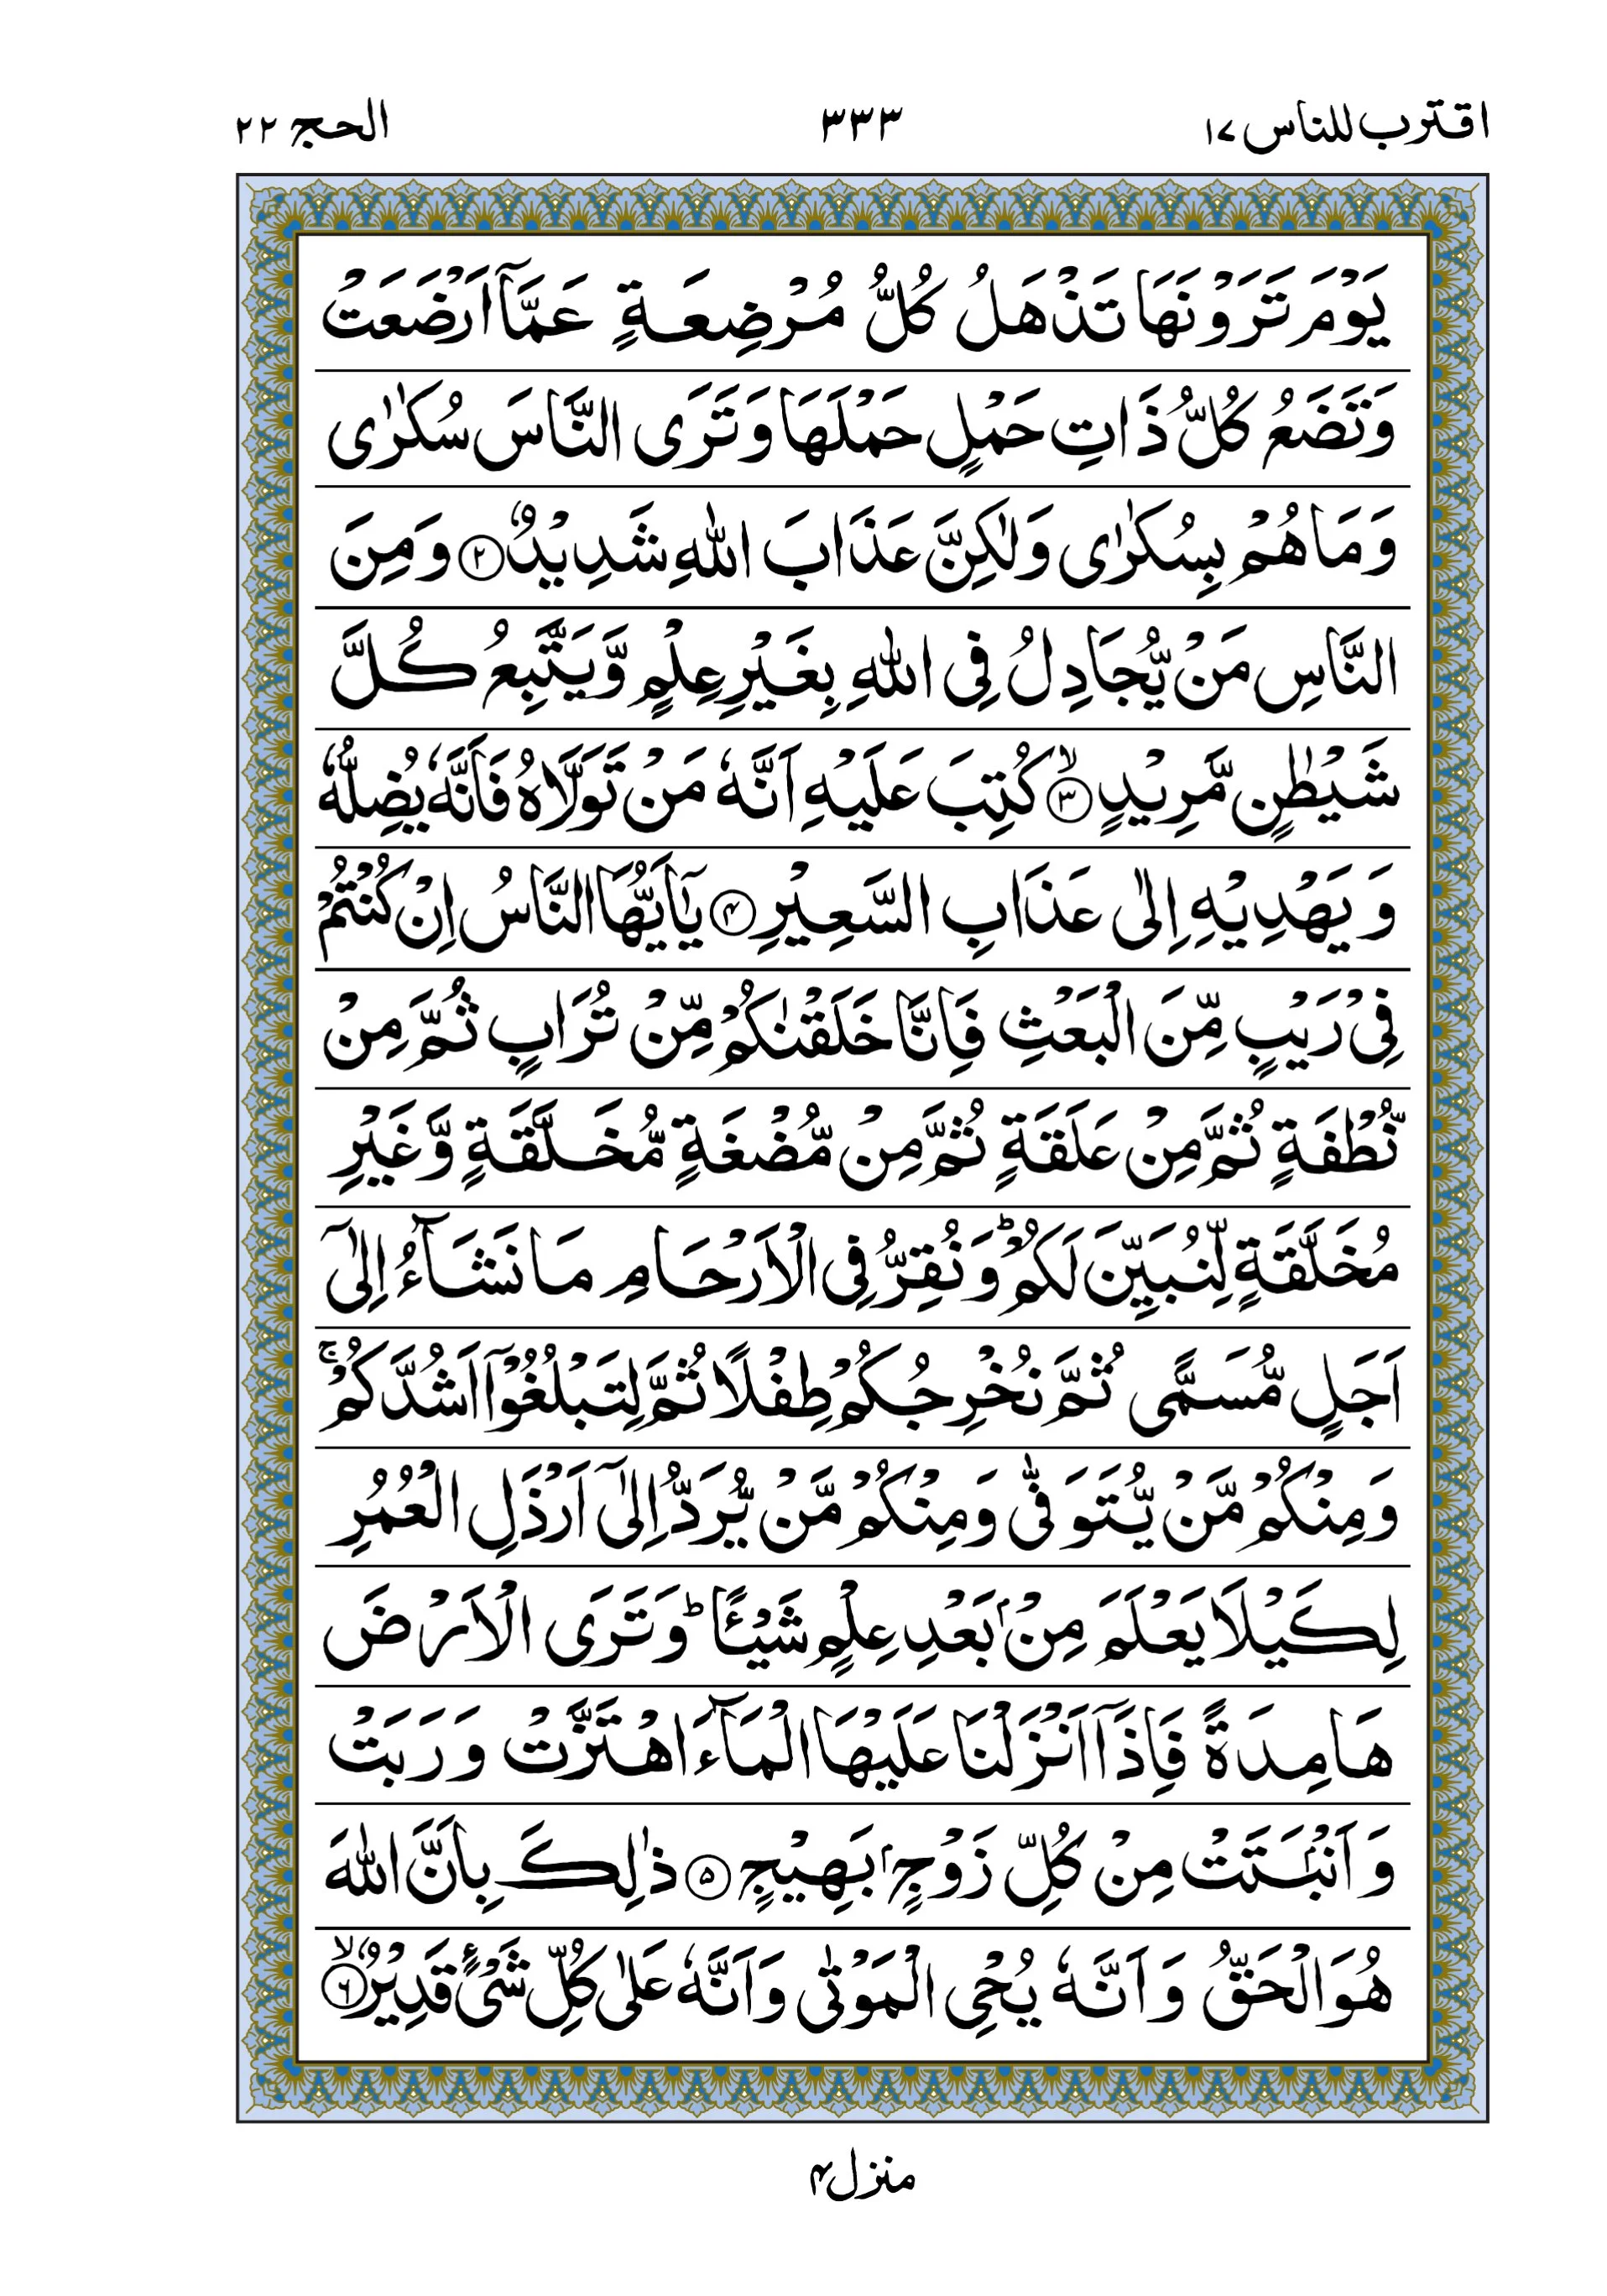 اقترب للناس ١٧
٣٣٣
الحج ٢٢
يَوْمَ تَرَوْنَهَا تَذْهَلُ كُلُّ مُرْضِعَةٍ عَمَّاۤ اَرْضَعَتْ
وَتَضَعُ كُلُّ ذَاتِ حَمْلٍ حَمْلَهَا وَتَرَى النَّاسَ سُكٰرٰى
وَمَا هُمْ بِسُكٰرٰى وَلٰكِنَّ عَذَابَ اللّٰهِ شَدِيْدٌ ۝٢ وَمِنَ
النَّاسِ مَنْ يُّجَادِلُ فِى اللّٰهِ بِغَيْرِ عِلْمٍ وَّيَتَّبِعُ كُلَّ
شَيْطٰنٍ مَّرِيْدٍۙ ۝٣ كُتِبَ عَلَيْهِ اَنَّهٗ مَنْ تَوَلَّاهُ فَاَنَّهٗ يُضِلُّهٗ
وَيَهْدِيْهِ اِلٰى عَذَابِ السَّعِيْرِ ۝٤ يٰۤاَيُّهَا النَّاسُ اِنْ كُنْتُمْ
فِيْ رَيْبٍ مِّنَ الْبَعْثِ فَاِنَّا خَلَقْنٰكُمْ مِّنْ تُرَابٍ ثُمَّ مِنْ
نُّطْفَةٍ ثُمَّ مِنْ عَلَقَةٍ ثُمَّ مِنْ مُّضْغَةٍ مُّخَلَّقَةٍ وَّغَيْرِ
مُخَلَّقَةٍ لِّنُبَيِّنَ لَكُمْؕ وَنُقِرُّ فِى الْاَرْحَامِ مَا نَشَآءُ اِلٰۤى
اَجَلٍ مُّسَمًّى ثُمَّ نُخْرِجُكُمْ طِفْلًا ثُمَّ لِتَبْلُغُوْۤا اَشُدَّكُمْۚ
وَمِنْكُمْ مَّنْ يُّتَوَفّٰى وَمِنْكُمْ مَّنْ يُّرَدُّ اِلٰۤى اَرْذَلِ الْعُمُرِ
لِكَيْلَا يَعْلَمَ مِنْۢ بَعْدِ عِلْمٍ شَيْـًٔاؕ وَتَرَى الْاَرْضَ
هَامِدَةً فَاِذَاۤ اَنْزَلْنَا عَلَيْهَا الْمَآءَ اهْتَزَّتْ وَرَبَتْ
وَاَنْۢبَتَتْ مِنْ كُلِّ زَوْجٍۢ بَهِيْجٍ ۝٥ ذٰلِكَ بِاَنَّ اللّٰهَ
هُوَ الْحَقُّ وَاَنَّهٗ يُحْيِ الْمَوْتٰى وَاَنَّهٗ عَلٰى كُلِّ شَيْءٍ قَدِيْرٌۙ ۝٦
منزل ٤